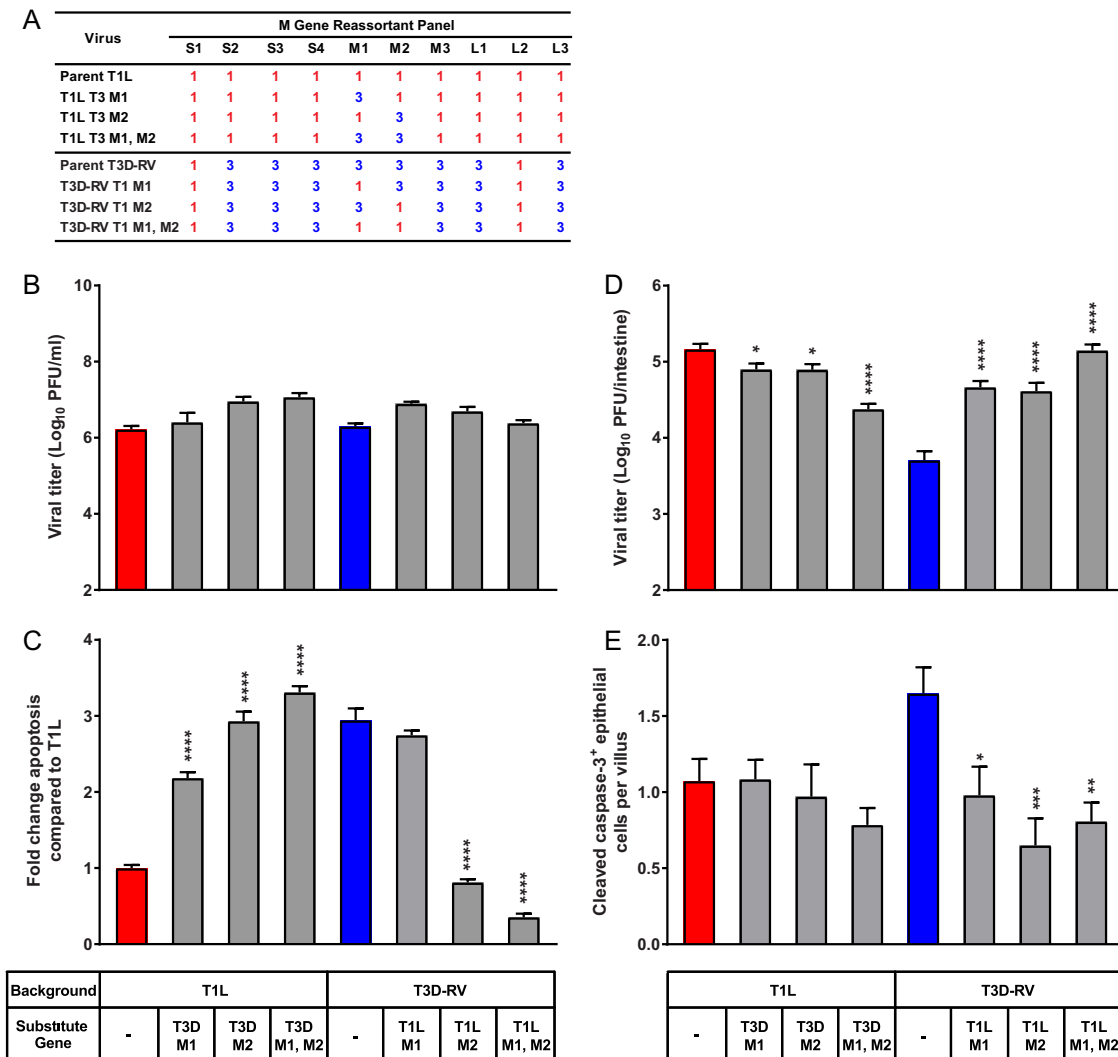 A
Virus
M Gene Reassortant Panel
S1 S2 S3 S4 M1 M2 M3 L1 L2 L3
Parent T1L 1 1 1 1 1 1 1 1 1 1
T1L T3 M1 1 1 1 1 3 1 1 1 1 1
T1L T3 M2 1 1 1 1 1 3 1 1 1 1
T1L T3 M1, M2 1 1 1 1 3 3 1 1 1 1
Parent T3D-RV 1 3 3 3 3 3 3 3 1 3
T3D-RV T1 M1 1 3 3 3 1 3 3 3 1 3
T3D-RV T1 M2 1 3 3 3 3 1 3 3 1 3
T3D-RV T1 M1, M2 1 3 3 3 1 1 3 3 1 3
B
Viral titer (Log10 PFU/ml)
10
8
6
4
2
D
Viral titer (Log10 PFU/intestine)
6
5
4
3
2
*
*
****
****
****
****
C
Fold change apoptosis
compared to T1L
4
3
2
1
0
****
****
****
****
****
E
Cleaved caspase-3+ epithelial
cells per villus
2.0
1.5
1.0
0.5
0.0
*
***
**
Background T1L T3D-RV
Substitute
Gene
-
T3D
M1
T3D
M2
T3D
M1, M2
-
T1L
M1
T1L
M2
T1L
M1, M2
T1L T3D-RV
-
T3D
M1
T3D
M2
T3D
M1, M2
-
T1L
M1
T1L
M2
T1L
M1, M2